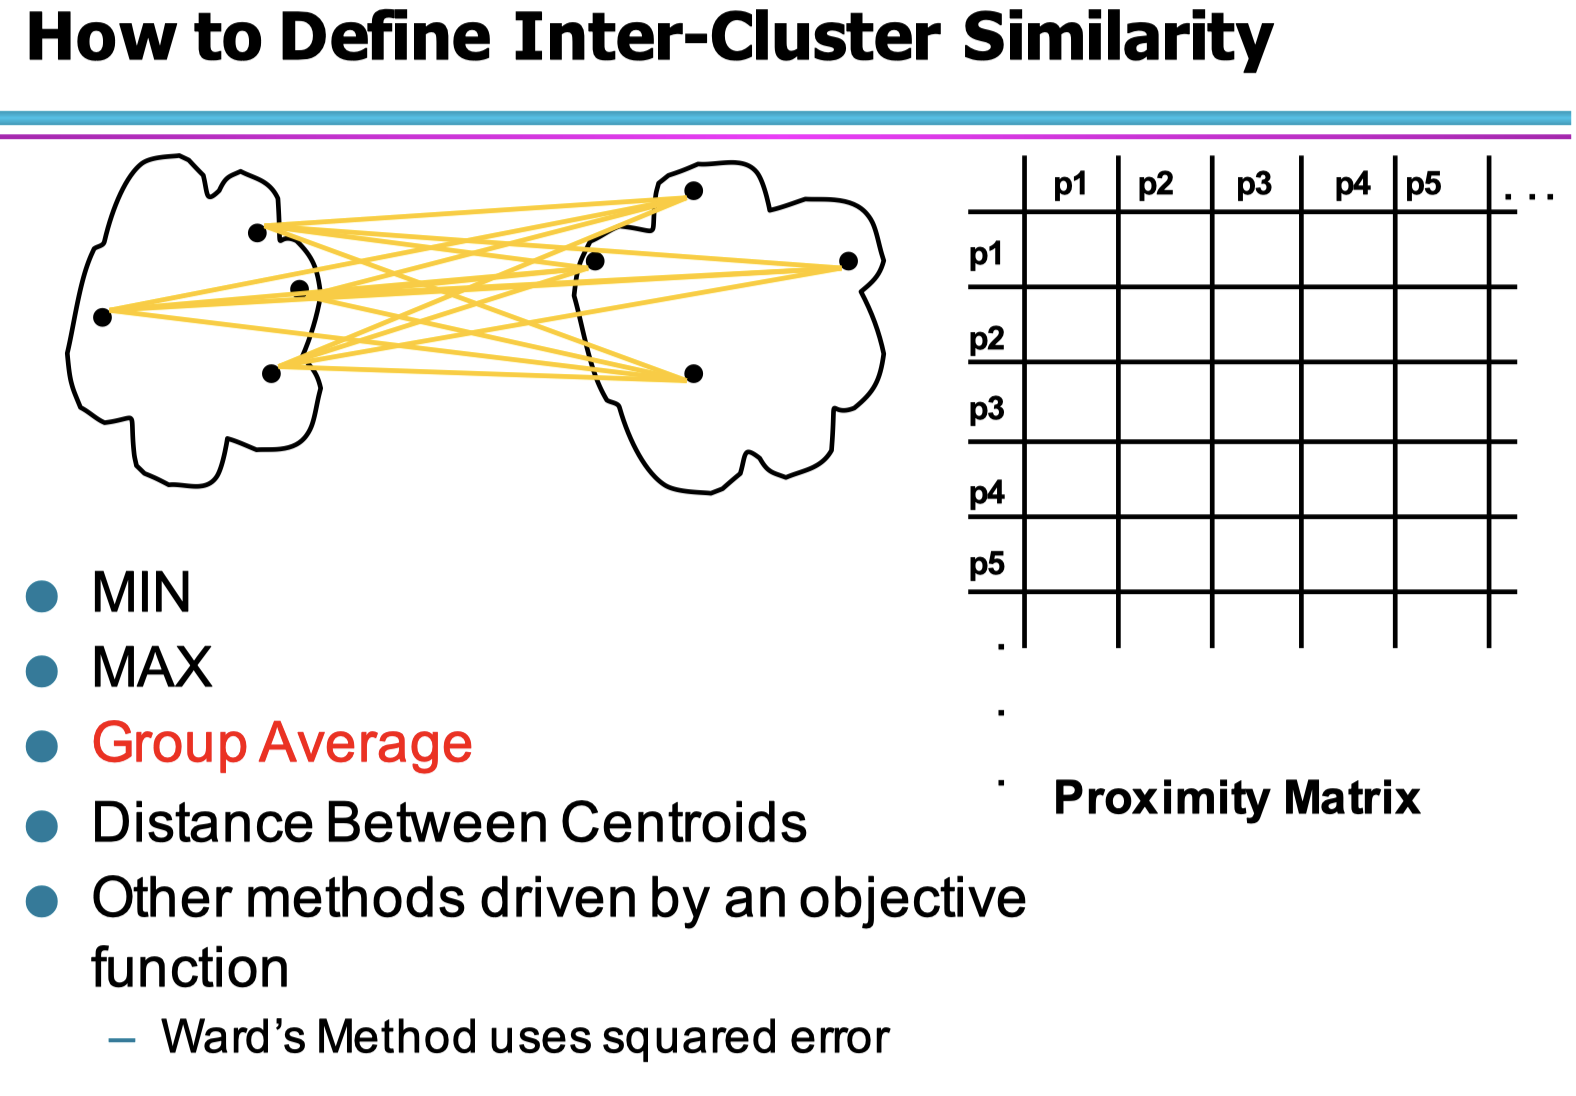 How to Define Inter-Cluster Similarity
p1 p2 p3 p4 p5 . . .
p1
p2
p3
p4
p5
.
.
.
Proximity Matrix
MIN
MAX
Group Average
Distance Between Centroids
Other methods driven by an objective
function
– Ward’s Method uses squared error